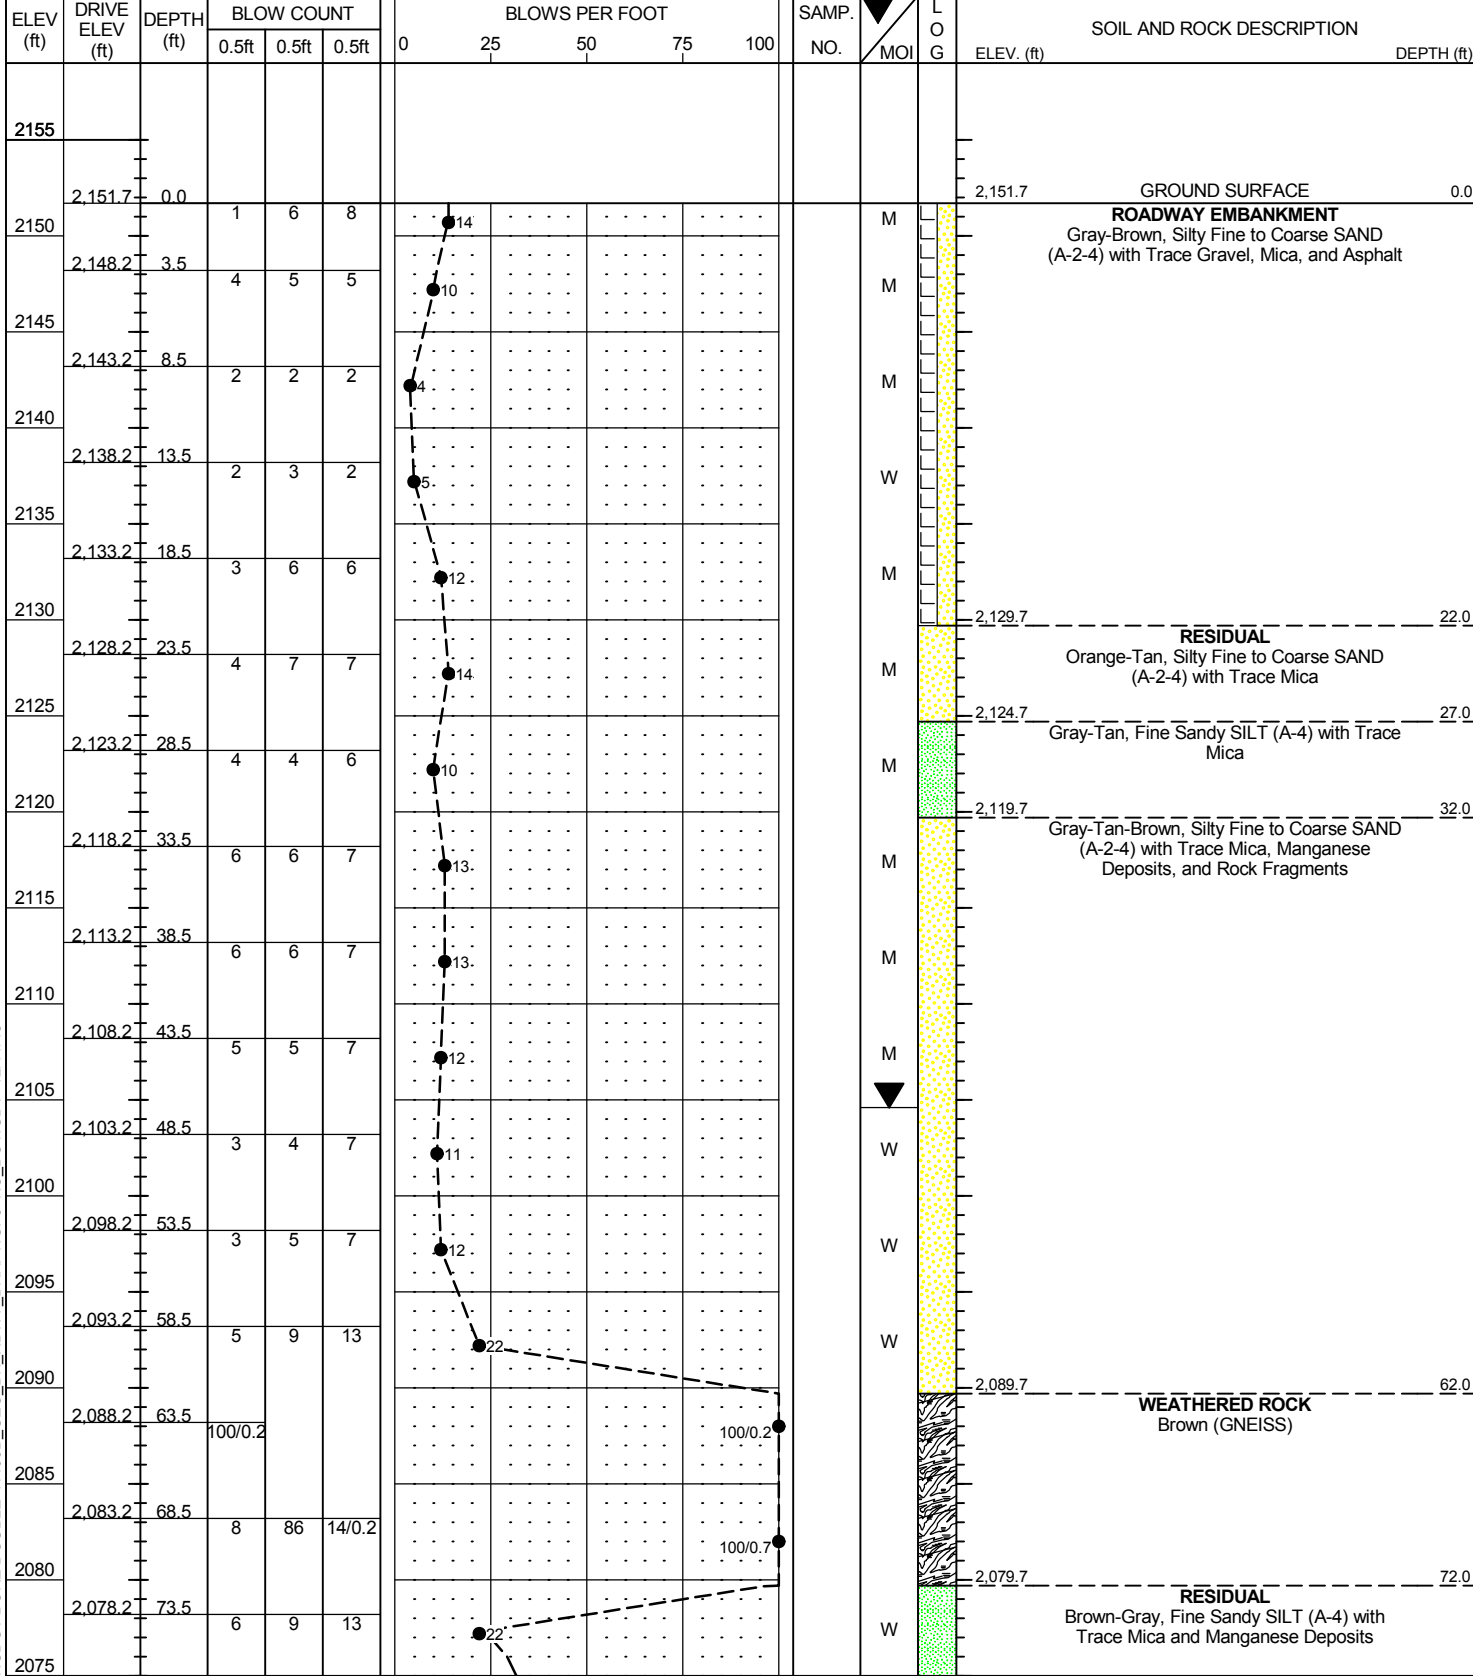 ELEV (ft) DRIVE ELEV (ft) DEPTH (ft) BLOW COUNT BLOWS PER FOOT SAMP. NO. MOI LOG SOIL AND ROCK DESCRIPTION
0.5ft 0.5ft 0.5ft 0 25 50 75 100 ELEV. (ft) DEPTH (ft)
2155
2,151.7 0.0 2,151.7 GROUND SURFACE 0.0
1 6 8 14 M ROADWAY EMBANKMENT
2150 Gray-Brown, Silty Fine to Coarse SAND
(A-2-4) with Trace Gravel, Mica, and Asphalt
2,148.2 3.5
4 5 5 10 M
2145
2,143.2 8.5
2 2 2 4 M
2140
2,138.2 13.5
2 3 2 5 W
2135
2,133.2 18.5
3 6 6 12 M
2130 2,129.7 22.0
RESIDUAL
2,128.2 23.5 Orange-Tan, Silty Fine to Coarse SAND
4 7 7 14 M (A-2-4) with Trace Mica
2125 2,124.7 27.0
Gray-Tan, Fine Sandy SILT (A-4) with Trace
2,123.2 28.5 Mica
4 4 6 10 M
2120 2,119.7 32.0
Gray-Tan-Brown, Silty Fine to Coarse SAND
2,118.2 33.5 (A-2-4) with Trace Mica, Manganese
6 6 7 13 M Deposits, and Rock Fragments
2115
2,113.2 38.5
6 6 7 13 M
2110
2,108.2 43.5
5 5 7 12 M
2105
2,103.2 48.5
3 4 7 11 W
2100
2,098.2 53.5
3 5 7 12 W
2095
2,093.2 58.5
5 9 13 22 W
2090 2,089.7 62.0
WEATHERED ROCK
2,088.2 63.5 Brown (GNEISS)
100/0.2 100/0.2
2085
2,083.2 68.5
8 86 14/0.2 100/0.7
2080 2,079.7 72.0
RESIDUAL
2,078.2 73.5 Brown-Gray, Fine Sandy SILT (A-4) with
6 9 13 22 W Trace Mica and Manganese Deposits
2075